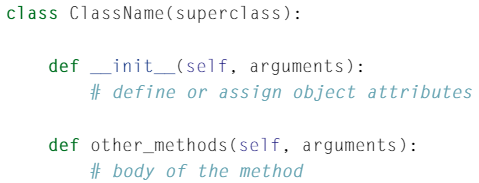 class ClassName(superclass):
def __init__(self, arguments):
# define or assign object attributes
def other_methods(self, arguments):
# body of the method